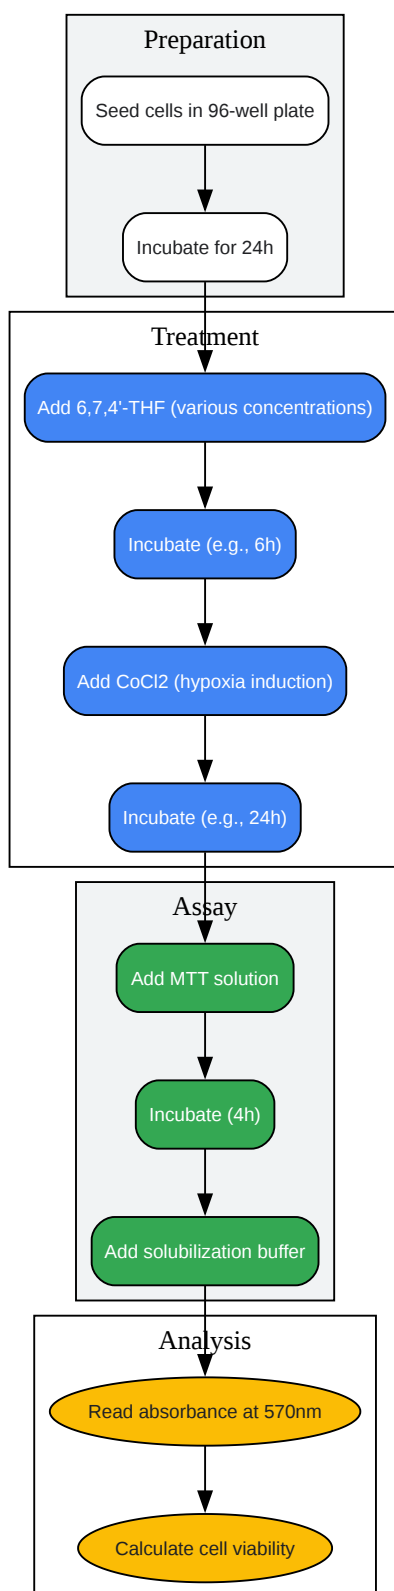 Preparation
Seed cells in 96-well plate
Incubate for 24h
Treatment
Add 6,7,4'-THF (various concentrations)
Incubate (e.g., 6h)
Add CoCl2 (hypoxia induction)
Incubate (e.g., 24h)
Assay
Add MTT solution
Incubate (4h)
Add solubilization buffer
Analysis
Read absorbance at 570nm
Calculate cell viability